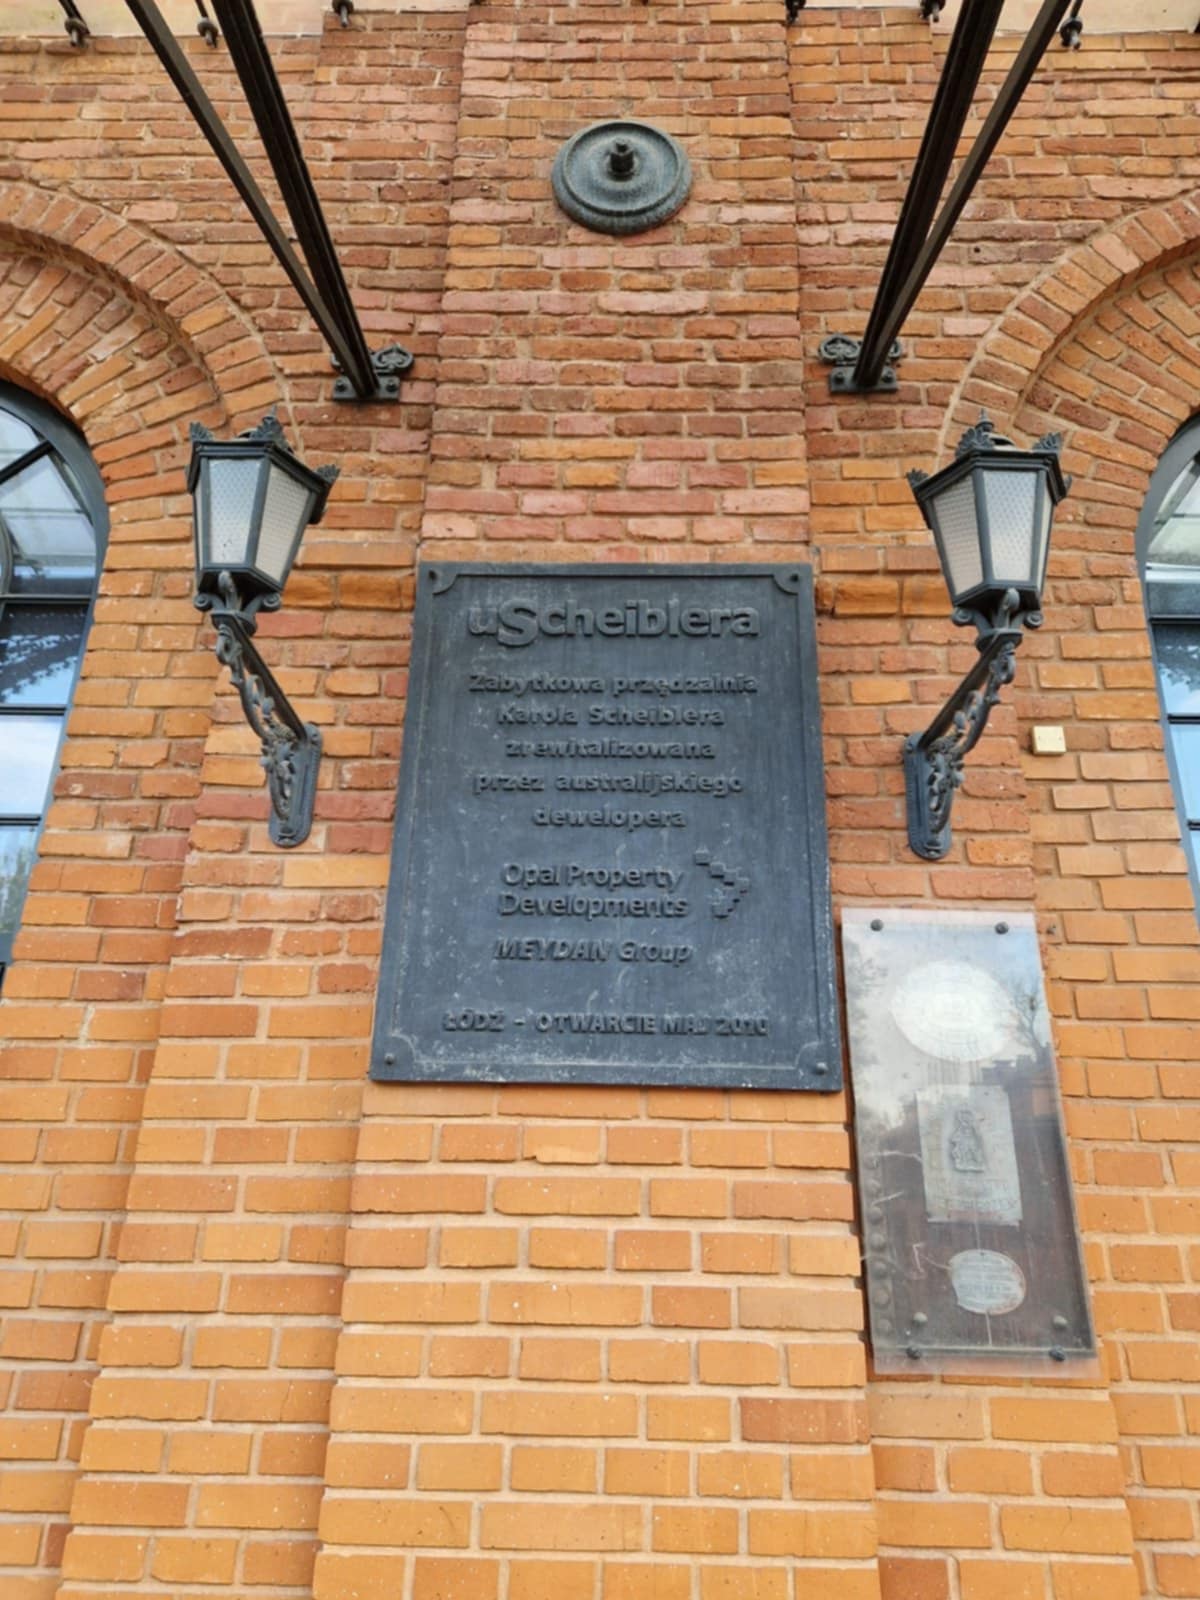 uScheiblera
Zabytkowa przędzalnia
Karola Scheiblera
zrewitalizowana
przez australijskiego
dewelopera
Opal Property
Developments
MEYDAN Group
ŁÓDŹ - OTWARCIE MAJ 2010